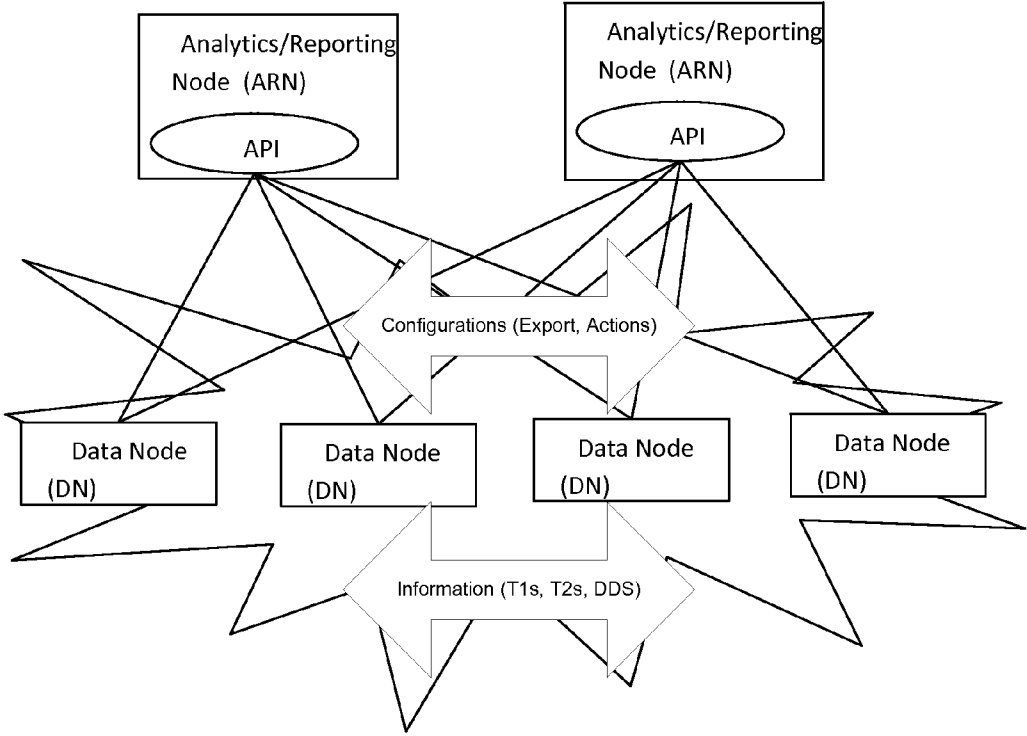 Analytics/Reporting
Node (ARN)
API
Analytics/Reporting
Node (ARN)
API
Configurations (Export, Actions)
Data Node
(DN)
Data Node
(DN)
Data Node
(DN)
Data Node
(DN)
Information (T1s, T2s, DDS)